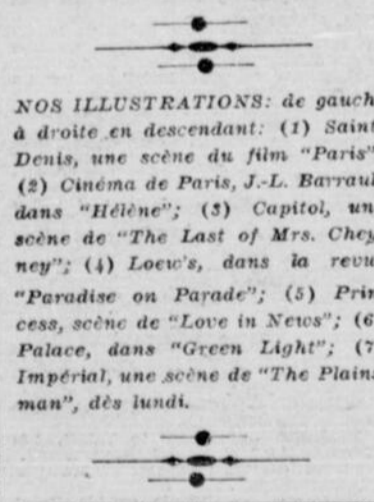 NOS ILLUSTRATIONS: de gauch
à droite en descendant: (1) Saint
Denis, une scène du film "Paris"
(2) Cinéma de Paris, J.-L. Barraul
dans "Hélène"; (3) Capitol, un
scène de "The Last of Mrs. Chey
ney"; (4) Loew's, dans la revu
"Paradise on Parade"; (5) Prin
cess, scène de "Love in News"; (6
Palace, dans "Green Light"; (7
Impérial, une scène de "The Plains
man", dès lundi.